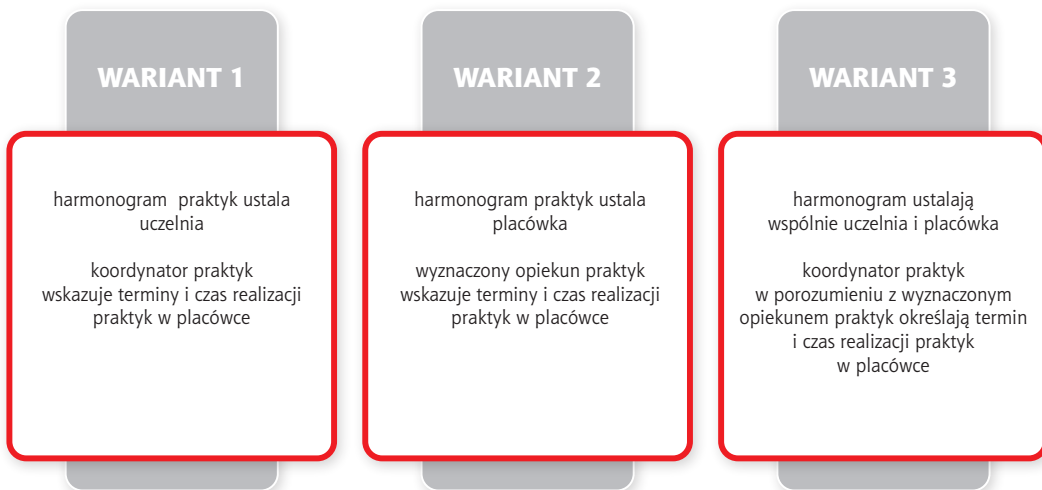 WARIANT 1
harmonogram praktyk ustala
uczelnia
koordynator praktyk
wskazuje terminy i czas realizacji
praktyk w placówce
WARIANT 2
harmonogram praktyk ustala
placówka
wyznaczony opiekun praktyk
wskazuje terminy i czas realizacji
praktyk w placówce
WARIANT 3
harmonogram ustalają
wspólnie uczelnia i placówka
koordynator praktyk
w porozumieniu z wyznaczonym
opiekunem praktyk określają termin
i czas realizacji praktyk
w placówce